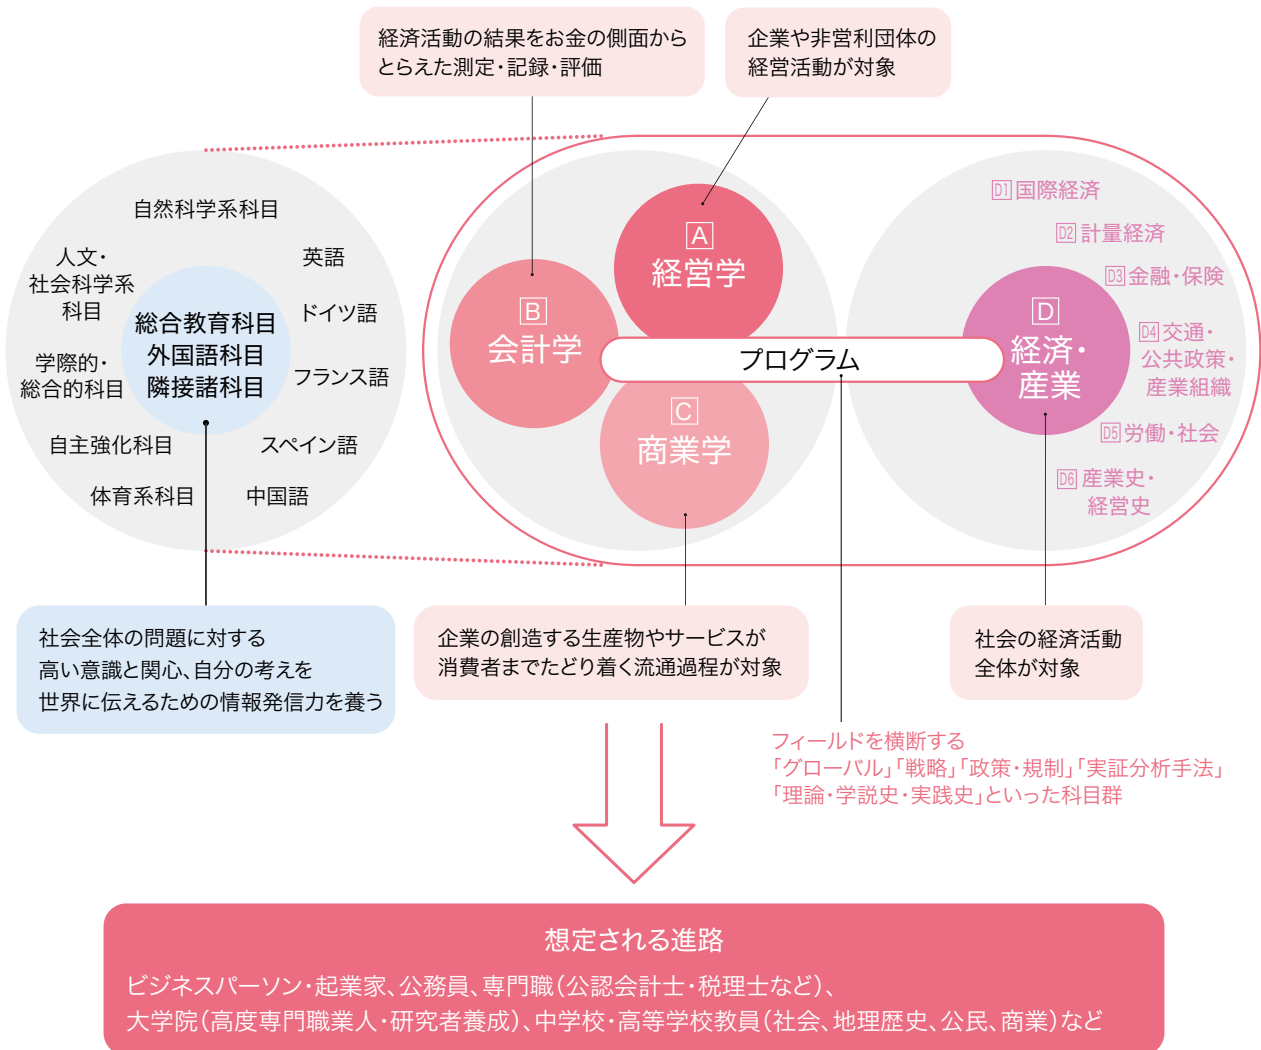 経済活動の結果をお金の側面から
とらえた測定・記録・評価
企業や非営利団体の
経営活動が対象
自然科学系科目
人文・
社会科学系
科目
学際的・
総合的科目
自主強化科目
体育系科目
英語
ドイツ語
フランス語
スペイン語
中国語
総合教育科目
外国語科目
隣接諸科目
A
経営学
B
会計学
C
商業学
プログラム
D
経済・
産業
D1 国際経済
D2 計量経済
D3 金融・保険
D4 交通・
公共政策・
産業組織
D5 労働・社会
D6 産業史・
経営史
社会全体の問題に対する
高い意識と関心、自分の考えを
世界に伝えるための情報発信力を養う
企業の創造する生産物やサービスが
消費者までたどり着く流通過程が対象
社会の経済活動
全体が対象
フィールドを横断する
「グローバル」「戦略」「政策・規制」「実証分析手法」
「理論・学説史・実践史」といった科目群
想定される進路
ビジネスパーソン・起業家、公務員、専門職（公認会計士・税理士など）、
大学院（高度専門職業人・研究者養成）、中学校・高等学校教員（社会、地理歴史、公民、商業）など